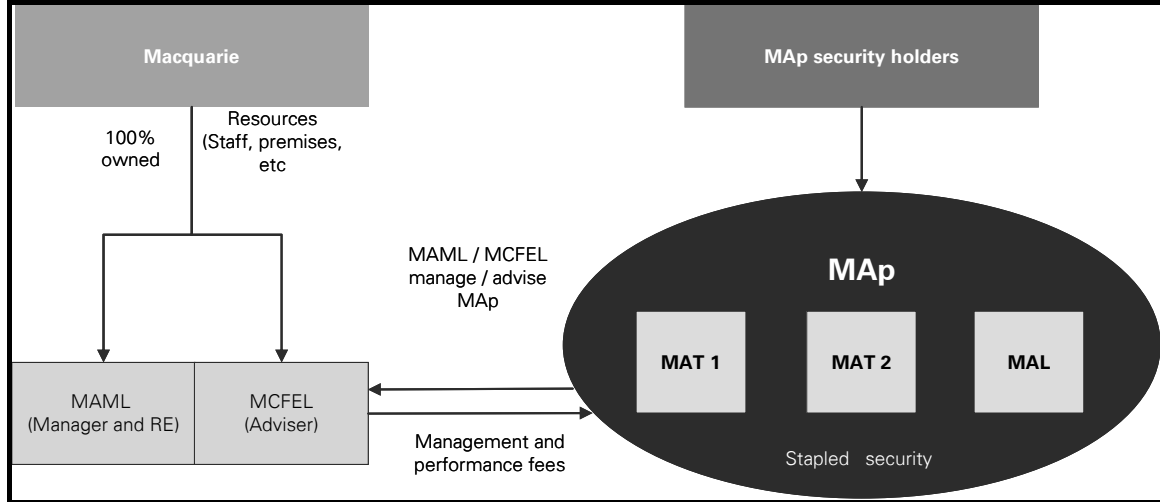 Macquarie
MAp security holders
100%
owned
Resources
(Staff, premises,
etc
MAML / MCFEL
manage / advise
MAp
MAp
MAT 1
MAT 2
MAL
Stapled security
MAML
(Manager and RE)
MCFEL
(Adviser)
Management and
performance fees